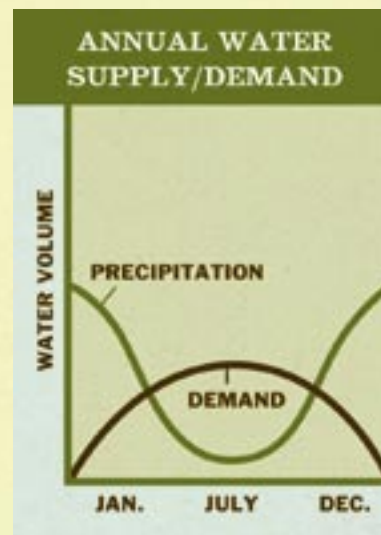 ANNUAL WATER
SUPPLY/DEMAND
WATER VOLUME
PRECIPITATION
DEMAND
JAN. JULY DEC.